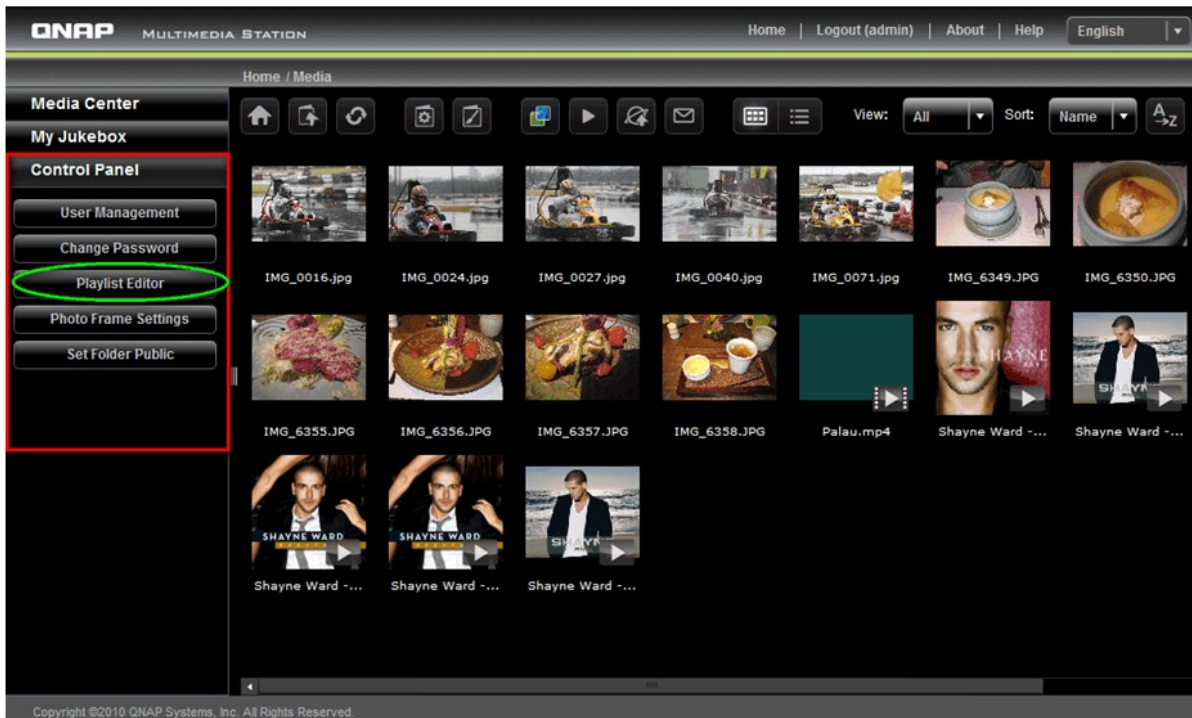 QNAP MULTIMEDIA STATION
Home | Logout (admin) | About | Help English
Home / Media
Media Center
My Jukebox
Control Panel
User Management
Change Password
Playlist Editor
Photo Frame Settings
Set Folder Public
View: All Sort: Name A→Z
IMG_0016.jpg IMG_0024.jpg IMG_0027.jpg IMG_0040.jpg IMG_0071.jpg IMG_6349.JPG IMG_6350.JPG
SHAYNE
SHAYN
IMG_6355.JPG IMG_6356.JPG IMG_6357.JPG IMG_6358.JPG Palau.mp4 Shayne Ward -... Shayne Ward -...
SHAYNE WARD SHAYNE WARD SHAYN
Shayne Ward -... Shayne Ward -... Shayne Ward -...
Copyright ©2010 QNAP Systems, Inc. All Rights Reserved.